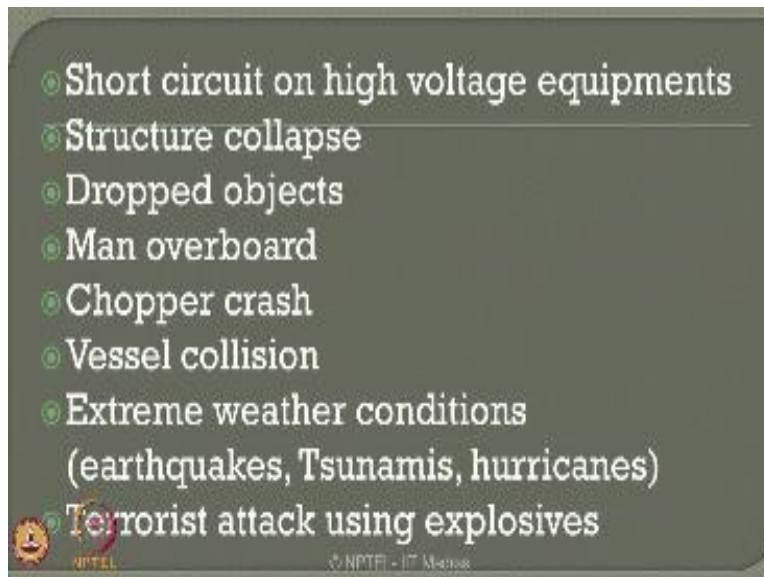 Short circuit on high voltage equipments
Structure collapse
Dropped objects
Man overboard
Chopper crash
Vessel collision
Extreme weather conditions
(earthquakes, Tsunamis, hurricanes)
Terrorist attack using explosives
NPTEL
© NPTEL - IIT Madras